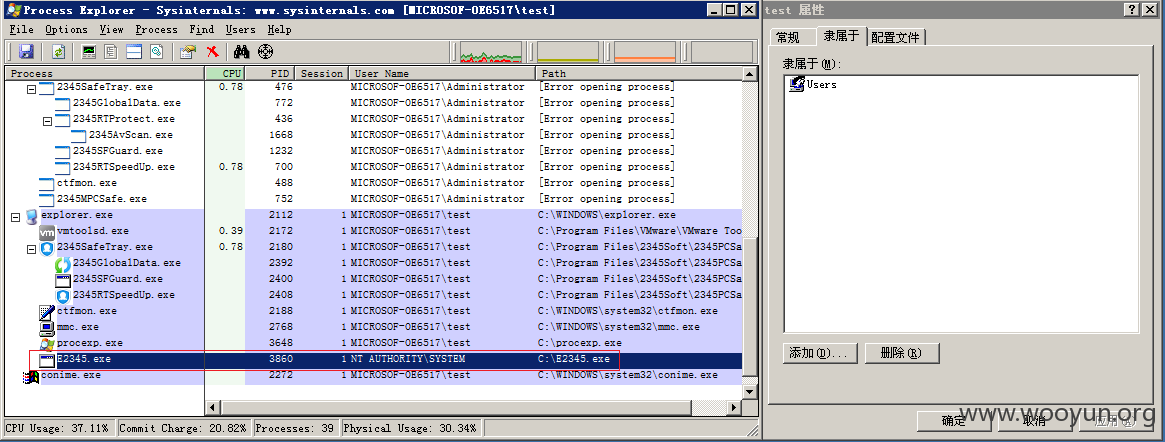 Process Explorer - Sysinternals: www.sysinternals.com [MICROSOF-OE6517\test]
File Options View Process Find Users Help
Process CPU PID Session User Name Path
2345SafeTray.exe 0.78 476 MICROSOF-OE6517\Administrator [Error opening process]
2345GlobalData.exe 772 MICROSOF-OE6517\Administrator [Error opening process]
2345RTProtect.exe 436 MICROSOF-OE6517\Administrator [Error opening process]
2345AvScan.exe 1668 MICROSOF-OE6517\Administrator [Error opening process]
2345SFGuard.exe 1232 MICROSOF-OE6517\Administrator [Error opening process]
2345RTSpeedUp.exe 0.78 700 MICROSOF-OE6517\Administrator [Error opening process]
ctfmon.exe 488 MICROSOF-OE6517\Administrator [Error opening process]
2345MPCSafe.exe 752 MICROSOF-OE6517\Administrator [Error opening process]
explorer.exe 2112 1 MICROSOF-OE6517\test C:\WINDOWS\explorer.exe
vmtoolsd.exe 0.39 2172 1 MICROSOF-OE6517\test C:\Program Files\VMware\VMware Too
2345SafeTray.exe 0.78 2180 1 MICROSOF-OE6517\test C:\Program Files\2345Soft\2345PCSa
2345GlobalData.exe 2392 1 MICROSOF-OE6517\test C:\Program Files\2345Soft\2345PCSa
2345SFGuard.exe 2400 1 MICROSOF-OE6517\test C:\Program Files\2345Soft\2345PCSa
2345RTSpeedUp.exe 2408 1 MICROSOF-OE6517\test C:\Program Files\2345Soft\2345PCSa
ctfmon.exe 2188 1 MICROSOF-OE6517\test C:\WINDOWS\system32\ctfmon.exe
mmc.exe 2768 1 MICROSOF-OE6517\test C:\WINDOWS\system32\mmc.exe
procexp.exe 3648 1 MICROSOF-OE6517\test C:\procexp.exe
E2345.exe 3860 1 NT AUTHORITY\SYSTEM C:\E2345.exe
conime.exe 2272 1 MICROSOF-OE6517\test C:\WINDOWS\system32\conime.exe
CPU Usage: 37.11% Commit Charge: 20.82% Processes: 39 Physical Usage: 30.34%
test 属性
常规 隶属于 配置文件
隶属于(M):
Users
添加(D)... 删除(R)
确定 取消 应用(A)
www.wooyun.org